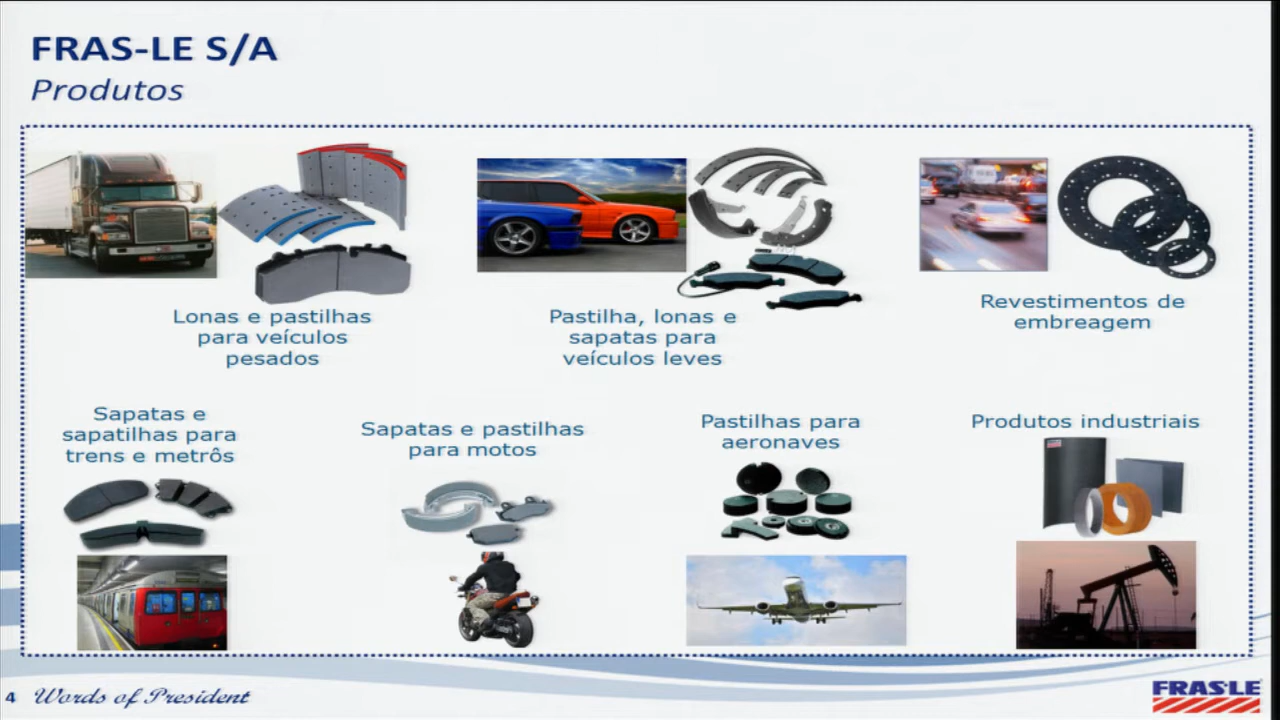 FRAS-LE S/A
Produtos
Lonas e pastilhas
para veículos
pesados
Pastilha, lonas e
sapatas para
veículos leves
Revestimentos de
embreagem
Sapatas e
sapatilhas para
trens e metrôs
Sapatas e pastilhas
para motos
Pastilhas para
aeronaves
Produtos industriais
4 Words of President
FRAS-LE